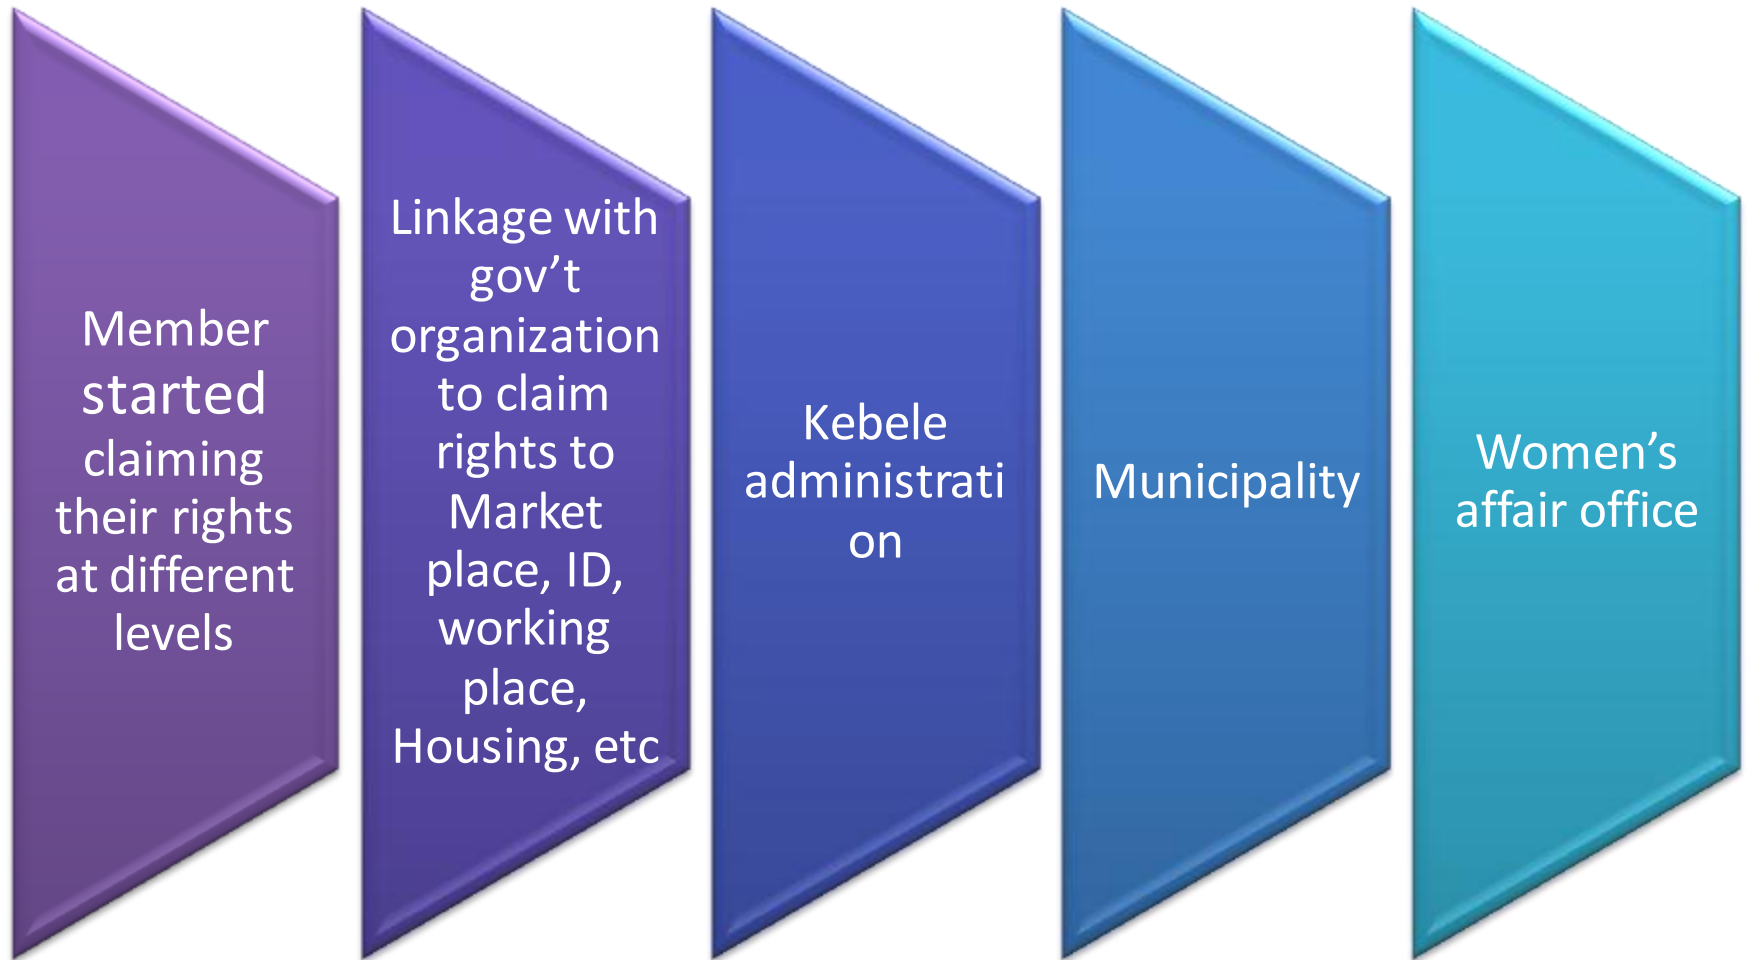 Member
started
claiming
their rights
at different
levels
Linkage with
gov’t
organization
to claim
rights to
Market
place, ID,
working
place,
Housing, etc
Kebele
administrati
on
Municipality
Women’s
affair office